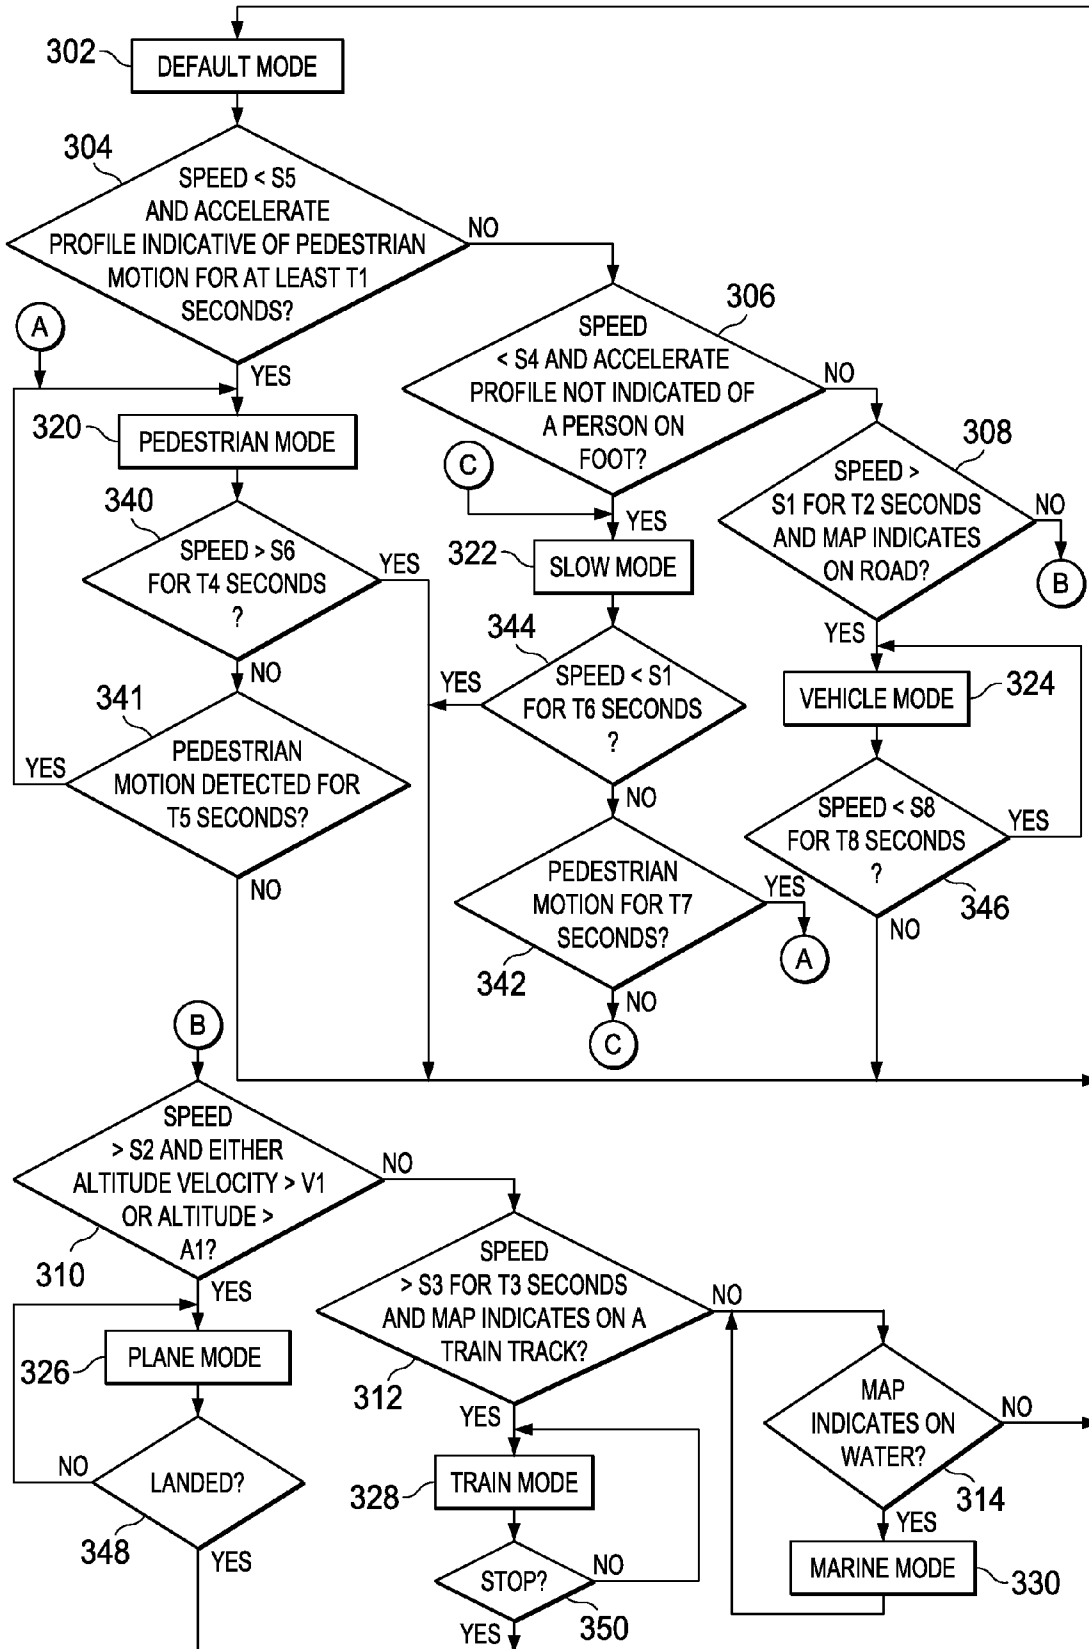 302
DEFAULT MODE
304
SPEED < S5
AND ACCELERATE
PROFILE INDICATIVE OF PEDESTRIAN
MOTION FOR AT LEAST T1
SECONDS?
NO
YES
A
320
PEDESTRIAN MODE
340
SPEED > S6
FOR T4 SECONDS
?
YES
NO
341
PEDESTRIAN
MOTION DETECTED FOR
T5 SECONDS?
YES
NO
306
SPEED
< S4 AND ACCELERATE
PROFILE NOT INDICATED OF
A PERSON ON
FOOT?
NO
YES
C
322
SLOW MODE
344
SPEED < S1
FOR T6 SECONDS
?
YES
NO
PEDESTRIAN
MOTION FOR T7
SECONDS?
342
YES
A
NO
C
308
SPEED >
S1 FOR T2 SECONDS
AND MAP INDICATES
ON ROAD?
NO
B
YES
VEHICLE MODE
324
SPEED < S8
FOR T8 SECONDS
?
YES
346
NO
B
SPEED
> S2 AND EITHER
ALTITUDE VELOCITY > V1
OR ALTITUDE >
A1?
310
NO
YES
326
PLANE MODE
LANDED?
NO
348
YES
SPEED
> S3 FOR T3 SECONDS
AND MAP INDICATES ON A
TRAIN TRACK?
312
NO
YES
328
TRAIN MODE
STOP?
NO
350
YES
MAP
INDICATES ON
WATER?
NO
314
YES
MARINE MODE
330